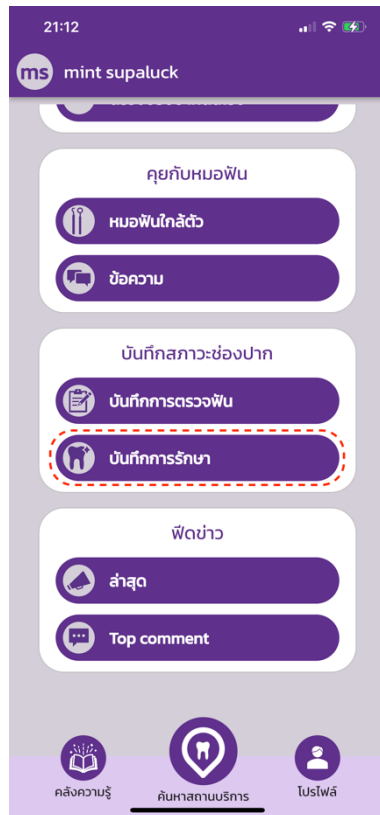 21:12
ms mint supaluck
คุยกับหมอฟัน
หมอฟันใกล้ตัว
ข้อความ
บันทึกสภาวะช่องปาก
บันทึกการตรวจฟัน
บันทึกการรักษา
ฟีดข่าว
ล่าสุด
Top comment
คลังความรู้
ค้นหาสถานบริการ
โปรไฟล์